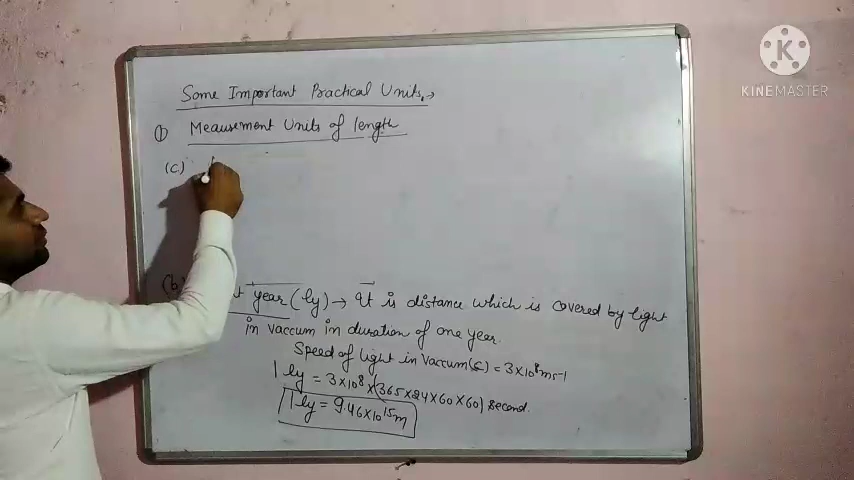 K
KINEMASTER
Some Important Practical Units,→
① Meausement Units of length
(c)
(b) year (ly) → It is distance which is covered by light
in vaccum in duration of one year.
Speed of light in Vaccum(c) = 3×10⁸ms⁻¹
1 ly = 3×10⁸×(365×24×60×60) second.
1 ly = 9.46×10¹⁵m